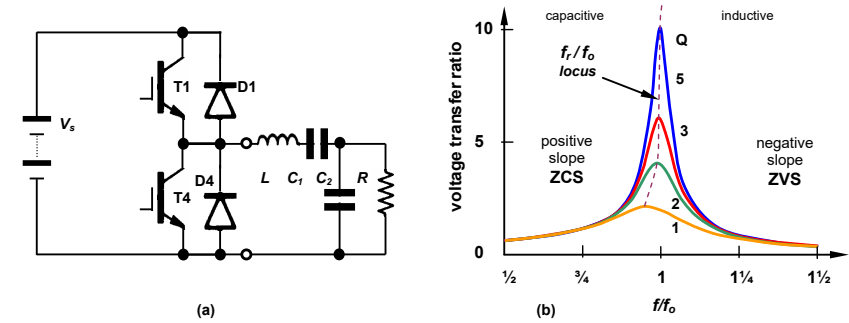 V_s
T1
D1
T4
D4
L
C_1
C_2
R
(a)
capacitive
inductive
voltage transfer ratio
10
5
0
f_r / f_o
locus
Q
5
3
2
1
positive
slope
ZCS
negative
slope
ZVS
½
¾
1
1¼
1½
f/f_o
(b)